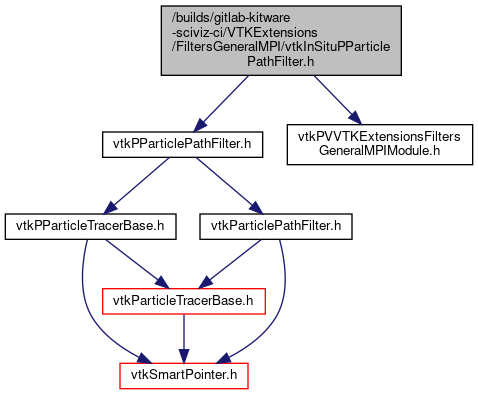 /builds/gitlab-kitware
-sciviz-ci/VTKExtensions
/FiltersGeneralMPI/vtkInSituPParticle
PathFilter.h
vtkPParticlePathFilter.h
vtkPVVTKExtensionsFilters
GeneralMPIModule.h
vtkPParticleTracerBase.h
vtkParticlePathFilter.h
vtkParticleTracerBase.h
vtkSmartPointer.h